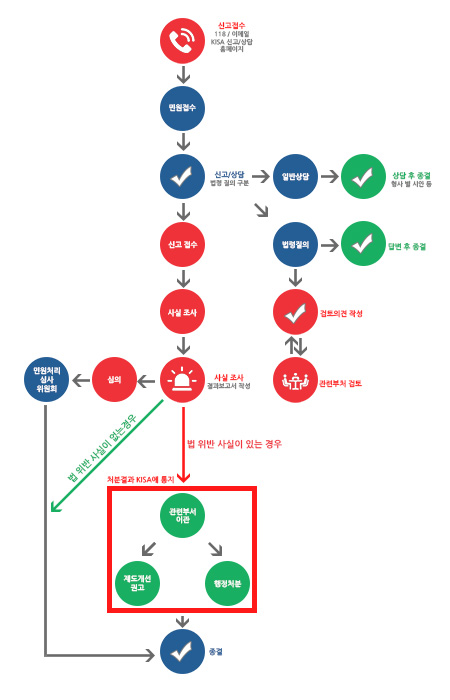 신고접수
118 / 이메일
KISA 신고/상담
홈페이지
민원접수
신고/상담
법령 질의 구분
일반상담
상담 후 종결
형사 벌 사안 등
신고 접수
법령질의
답변 후 종결
사실 조사
검토의견 작성
민원처리
심사
위원회
심의
사실 조사
결과보고서 작성
관련부처 검토
법 위반 사실이 없는경우
법 위반 사실이 있는 경우
처분결과 KISA에 통지
관련부서
이관
제도개선
권고
행정처분
종결